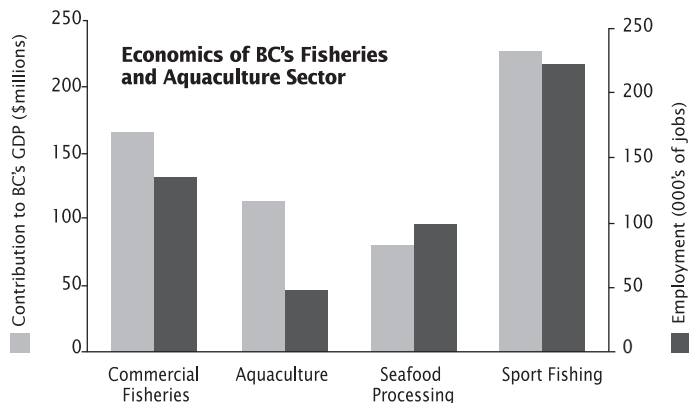 Economics of BC's Fisheries
and Aquaculture Sector
Contribution to BC's GDP ($millions)
250
200
150
100
50
0
250
200
150
100
50
0
Employment (000's of jobs)
Commercial
Fisheries
Aquaculture
Seafood
Processing
Sport Fishing